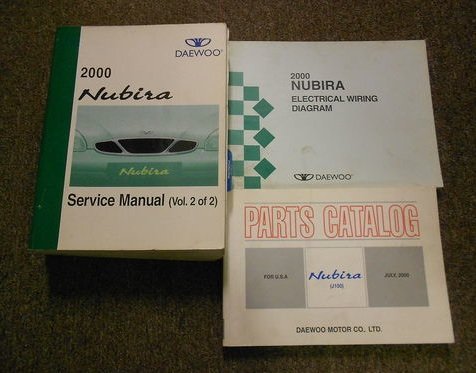 DAEWOO
2000
Nubira
Nubira
Service Manual (Vol. 2 of 2)
2000
NUBIRA
ELECTRICAL WIRING
DIAGRAM
DAEWOO
PARTS CATALOG
FOR U.S.A
Nubira
(J100)
JULY, 2000
DAEWOO MOTOR CO., LTD.